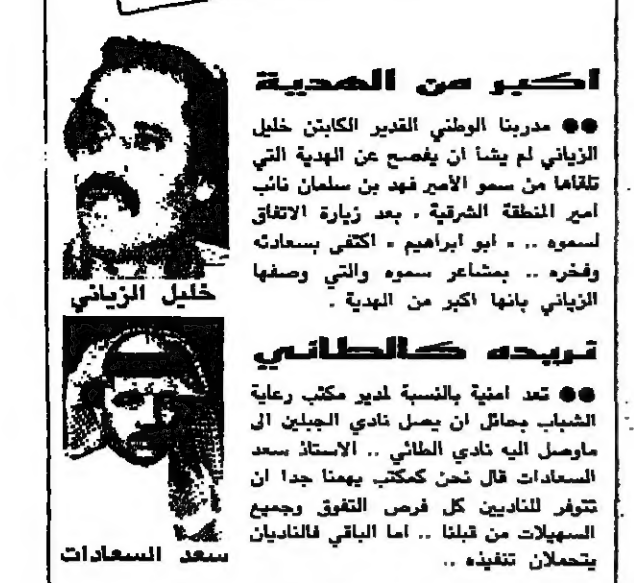 اكبر من الهدية
●● مدربنا الوطني القدير الكابتن خليل
الزياني لم يشأ ان يفصح عن الهدية التي
تلقاها من سمو الأمير فهد بن سلمان نائب
امير المنطقة الشرقية . بعد زيارة الاتفاق
لسموه .. « ابو ابراهيم » اكتفى بسعادته
وفخره .. بمشاعر سموه والتي وصفها
الزياني بانها اكبر من الهدية .
خليل الزياني
تريده كالطائي
●● تعد امنية بالنسبة لمدير مكتب رعاية
الشباب بحائل ان يصل نادي الجبلين الى
ماوصل اليه نادي الطائي .. الاستاذ سعد
السعادات قال نحن كمكتب يهمنا جدا ان
تتوفر للناديين كل فرص التفوق وجميع
السهيلات من قبلنا .. اما الباقي فالناديان
يتحملان تنفيذه ..
سعد السعادات